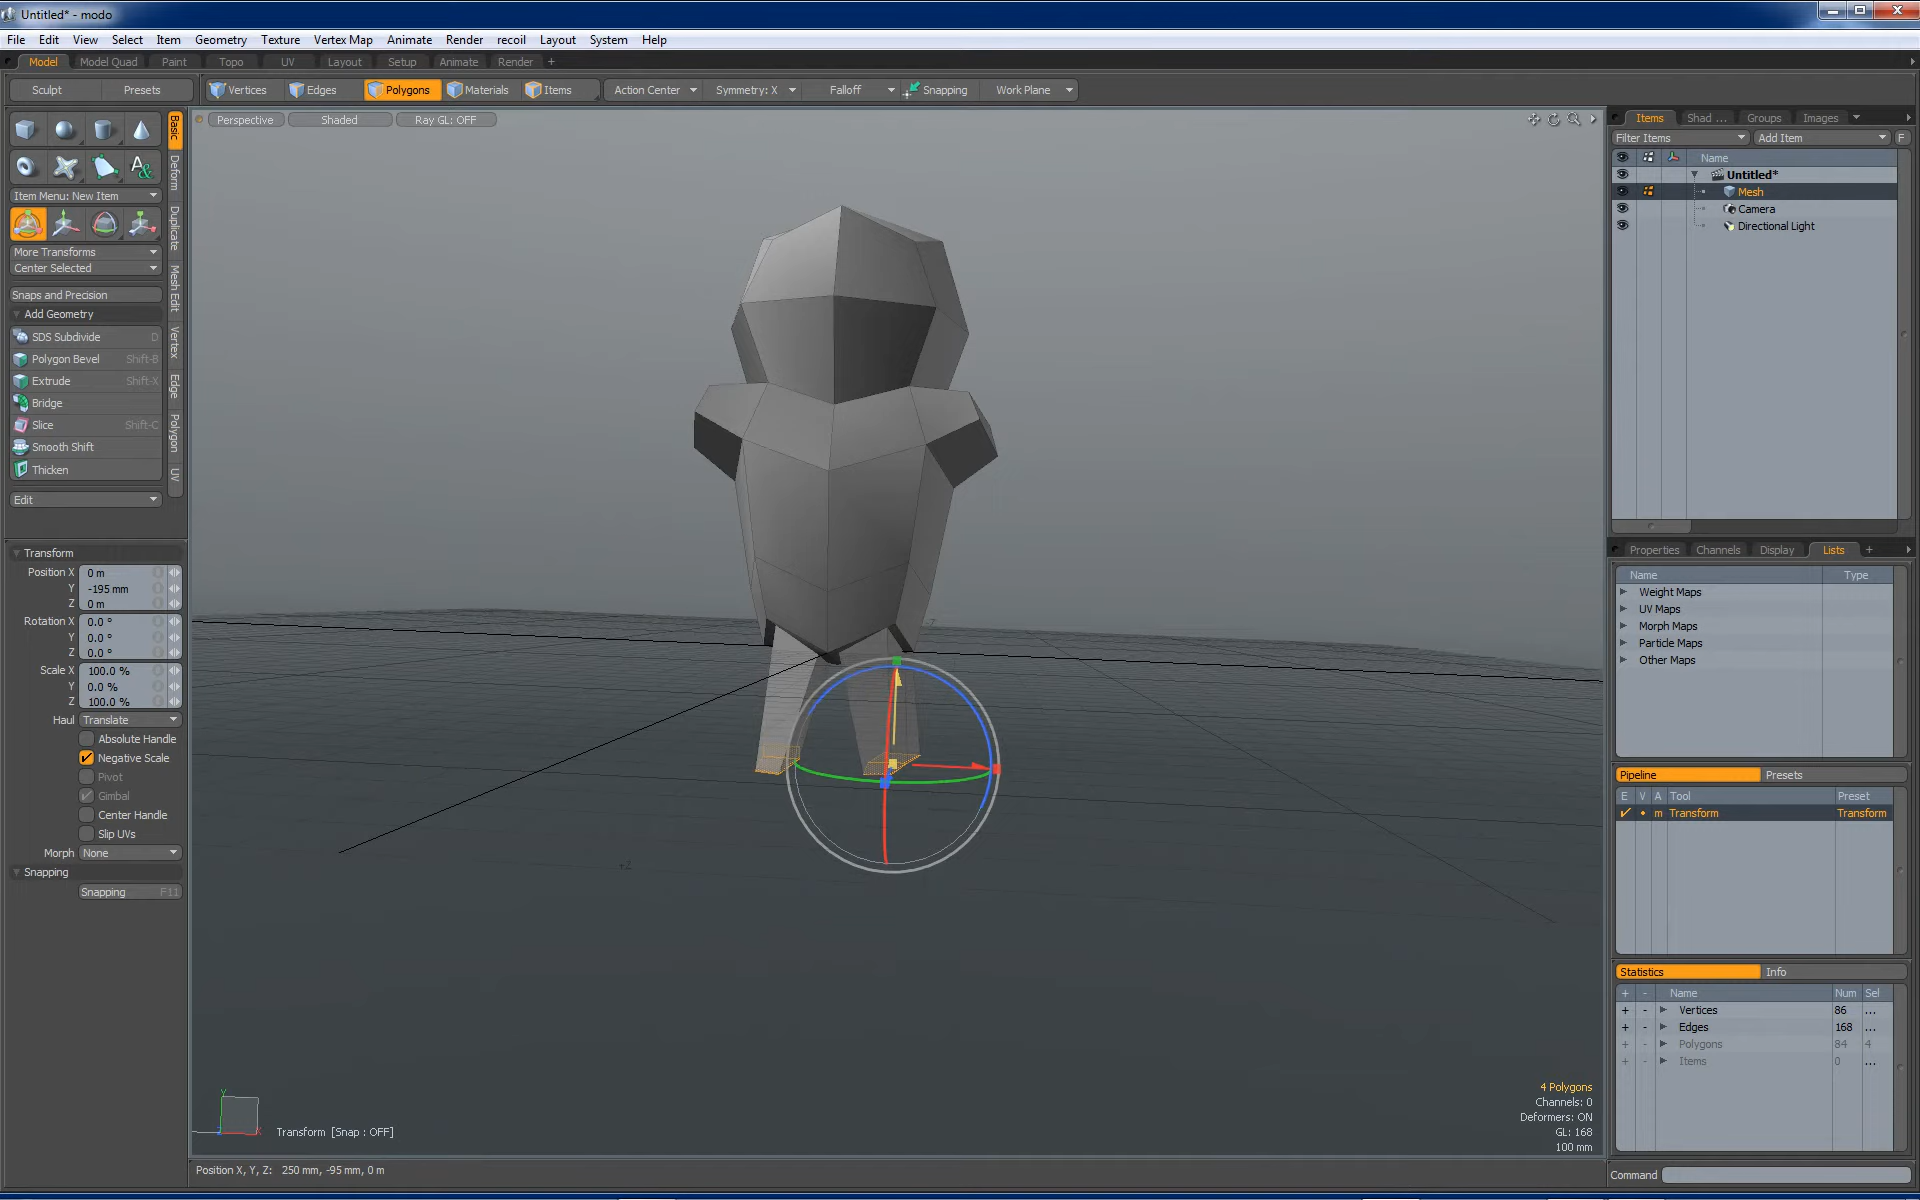 Untitled* - modo
File Edit View Select Item Geometry Texture Vertex Map Animate Render recoil Layout System Help
Model Model Quad Paint Topo UV Layout Setup Animate Render +
Sculpt Presets Vertices Edges Polygons Materials Items Action Center Symmetry: X Falloff Snapping Work Plane
Perspective Shaded Ray GL: OFF
Basic
Deform
Duplicate
Mesh Edit
Vertex
Edge
Polygon
UV
Item Menu: New Item
More Transforms
Center Selected
Snaps and Precision
Add Geometry
SDS Subdivide D
Polygon Bevel Shift-B
Extrude Shift-X
Bridge
Slice Shift-C
Smooth Shift
Thicken
Edit
Transform
Position X 0 m
Y -195 mm
Z 0 m
Rotation X 0.0 °
Y 0.0 °
Z 0.0 °
Scale X 100.0 %
Y 0.0 %
Z 100.0 %
Haul Translate
Absolute Handle
Negative Scale
Pivot
Gimbal
Center Handle
Slip UVs
Morph None
Snapping
Snapping F11
Y
X
Transform [Snap : OFF]
4 Polygons
Channels: 0
Deformers: ON
GL: 168
100 mm
Position X, Y, Z: 250 mm, -95 mm, 0 m
Items Shad ... Groups Images
Filter Items Add Item F
Name
Untitled*
Mesh
Camera
Directional Light
Properties Channels Display Lists +
Name Type
Weight Maps
UV Maps
Morph Maps
Particle Maps
Other Maps
Pipeline Presets
E V A Tool Preset
m Transform Transform
Statistics Info
+ - Name Num Sel
+ - Vertices 86 ...
+ - Edges 168 ...
+ - Polygons 84 4
+ - Items 0 ...
Command